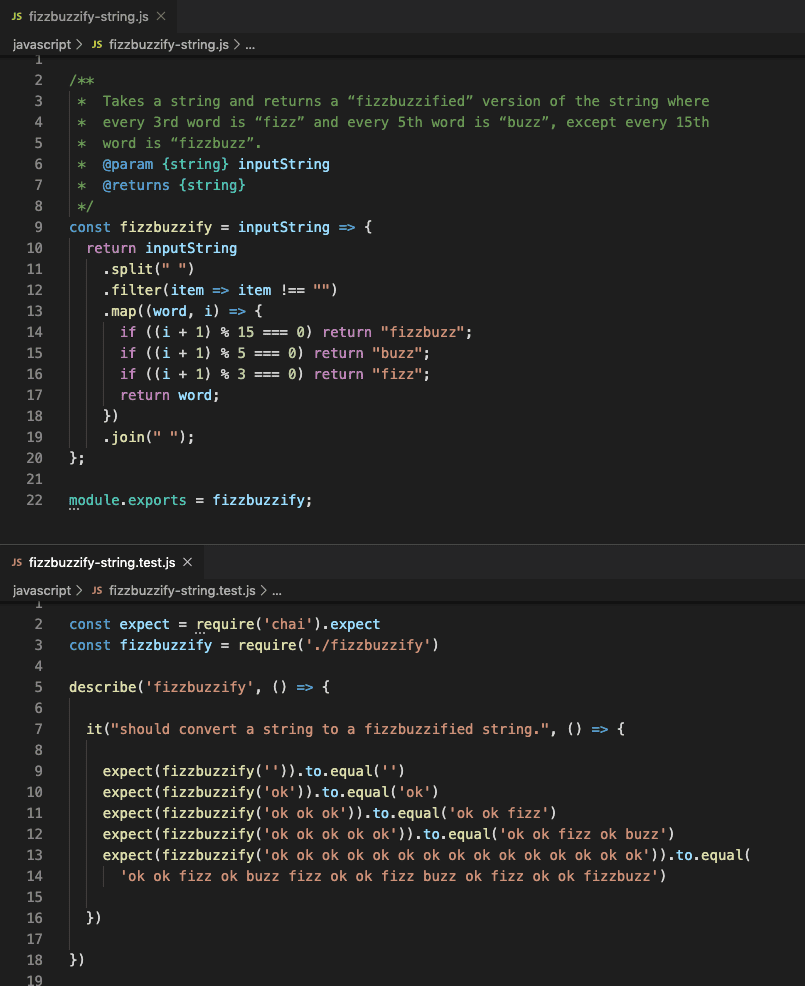 JS fizzbuzzify-string.js ×
javascript > JS fizzbuzzify-string.js > ...
1
2 /**
3  *  Takes a string and returns a “fizzbuzzified” version of the string where
4  *  every 3rd word is “fizz” and every 5th word is “buzz”, except every 15th
5  *  word is “fizzbuzz”.
6  *  @param {string} inputString
7  *  @returns {string}
8  */
9 const fizzbuzzify = inputString => {
10   return inputString
11     .split(" ")
12     .filter(item => item !== "")
13     .map((word, i) => {
14       if ((i + 1) % 15 === 0) return "fizzbuzz";
15       if ((i + 1) % 5 === 0) return "buzz";
16       if ((i + 1) % 3 === 0) return "fizz";
17       return word;
18     })
19     .join(" ");
20 };
21
22 module.exports = fizzbuzzify;
JS fizzbuzzify-string.test.js ×
javascript > JS fizzbuzzify-string.test.js > ...
1
2 const expect = require('chai').expect
3 const fizzbuzzify = require('./fizzbuzzify')
4
5 describe('fizzbuzzify', () => {
6
7   it("should convert a string to a fizzbuzzified string.", () => {
8
9     expect(fizzbuzzify('')).to.equal('')
10     expect(fizzbuzzify('ok')).to.equal('ok')
11     expect(fizzbuzzify('ok ok ok')).to.equal('ok ok fizz')
12     expect(fizzbuzzify('ok ok ok ok ok')).to.equal('ok ok fizz ok buzz')
13     expect(fizzbuzzify('ok ok ok ok ok ok ok ok ok ok ok ok ok ok ok')).to.equal(
14       'ok ok fizz ok buzz fizz ok ok fizz buzz ok fizz ok ok fizzbuzz')
15
16   })
17
18 })
19